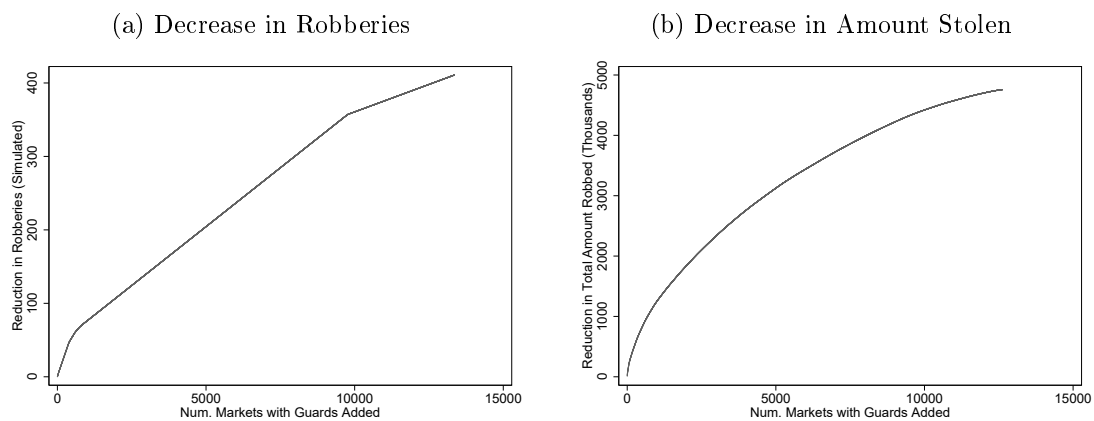 (a) Decrease in Robberies
Reduction in Robberies (Simulated)
400
300
200
100
0
0 5000 10000 15000
Num. Markets with Guards Added
(b) Decrease in Amount Stolen
Reduction in Total Amount Robbed (Thousands)
5000
4000
3000
2000
1000
0
0 5000 10000 15000
Num. Markets with Guards Added